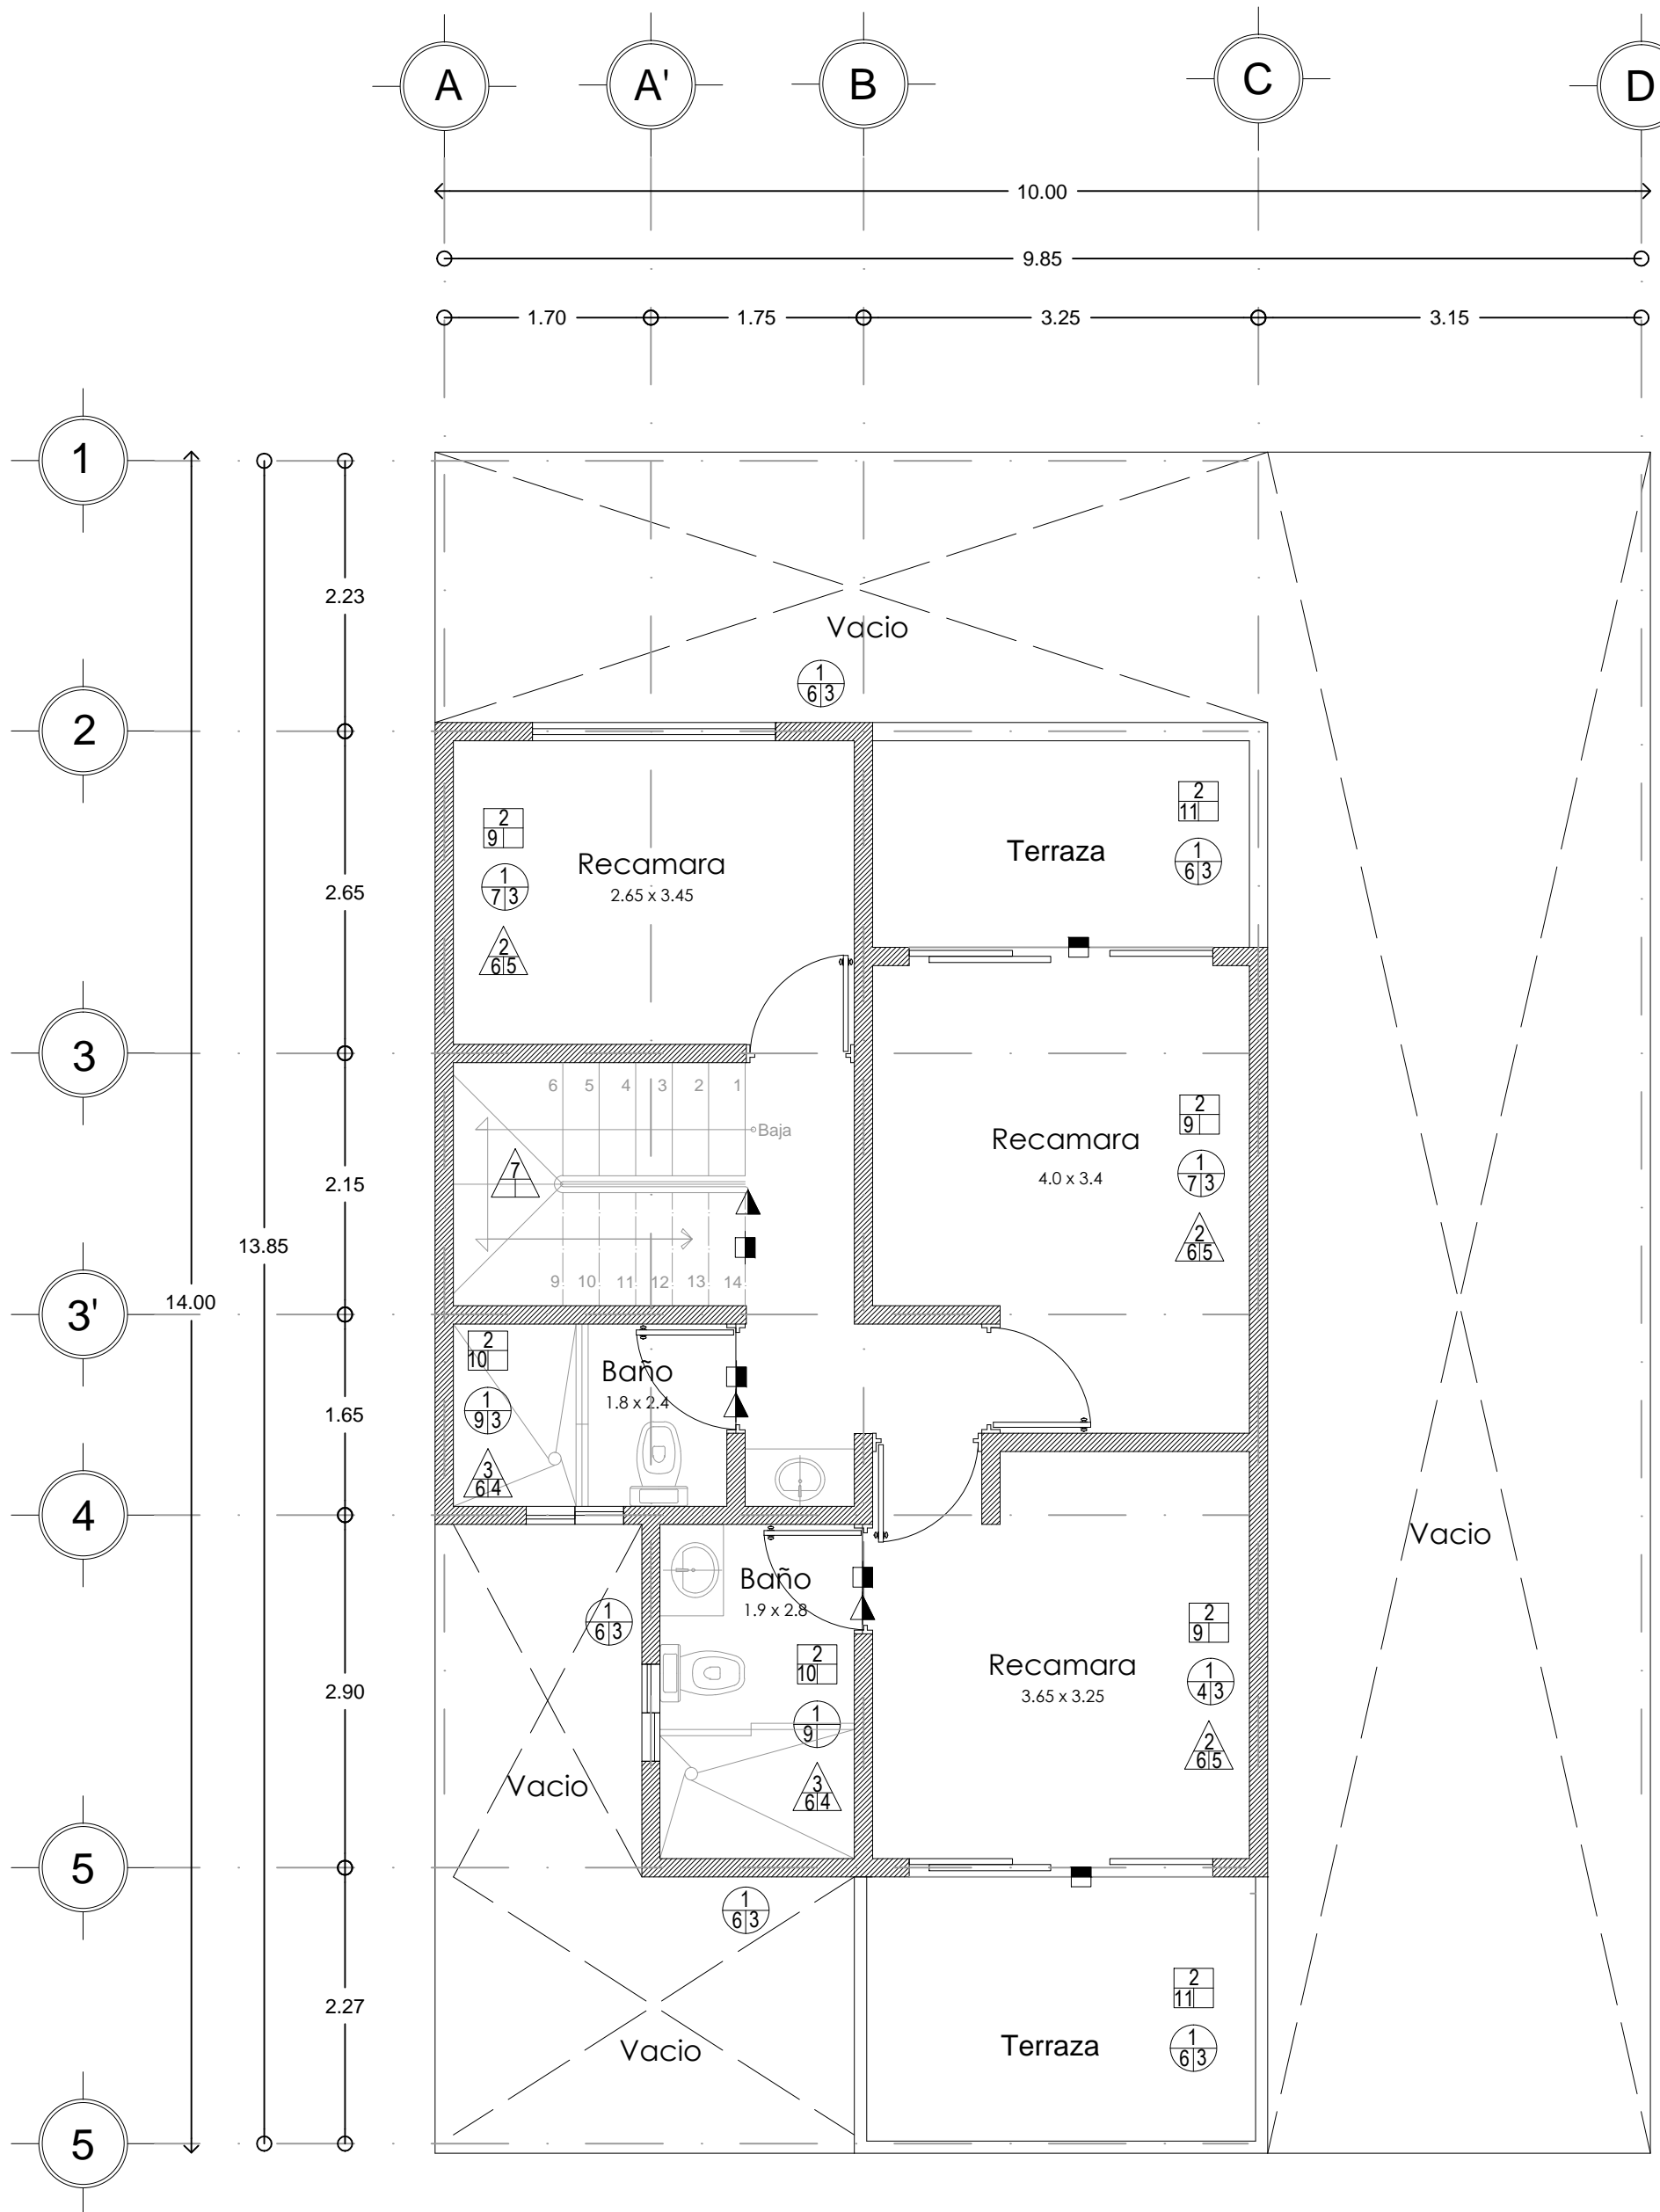 A A' B C D
10.00
9.85
1.70 1.75 3.25 3.15
1
2.23
Vacio
1
6 3
2
2
11
2
9
Terraza
Recamara
1
6 3
2.65
1
7 3
2.65 x 3.45
2
6 5
3
6 5 4 3 2 1
Baja
2
9
Recamara
4.0 x 3.4
1
7 3
7
2.15
2
6 5
13.85
9 10 11 12 13 14
14.00
3'
2
10
Baño
1.8 x 2.4
1
9 3
1.65
3
6 4
4
Vacio
Baño
1.9 x 2.8
1
6 3
2
9
2
10
Recamara
3.65 x 3.25
1
4 3
2.90
1
9
2
6 5
Vacio
3
6 4
5
1
6 3
2
11
2.27
Terraza
1
6 3
Vacio
5